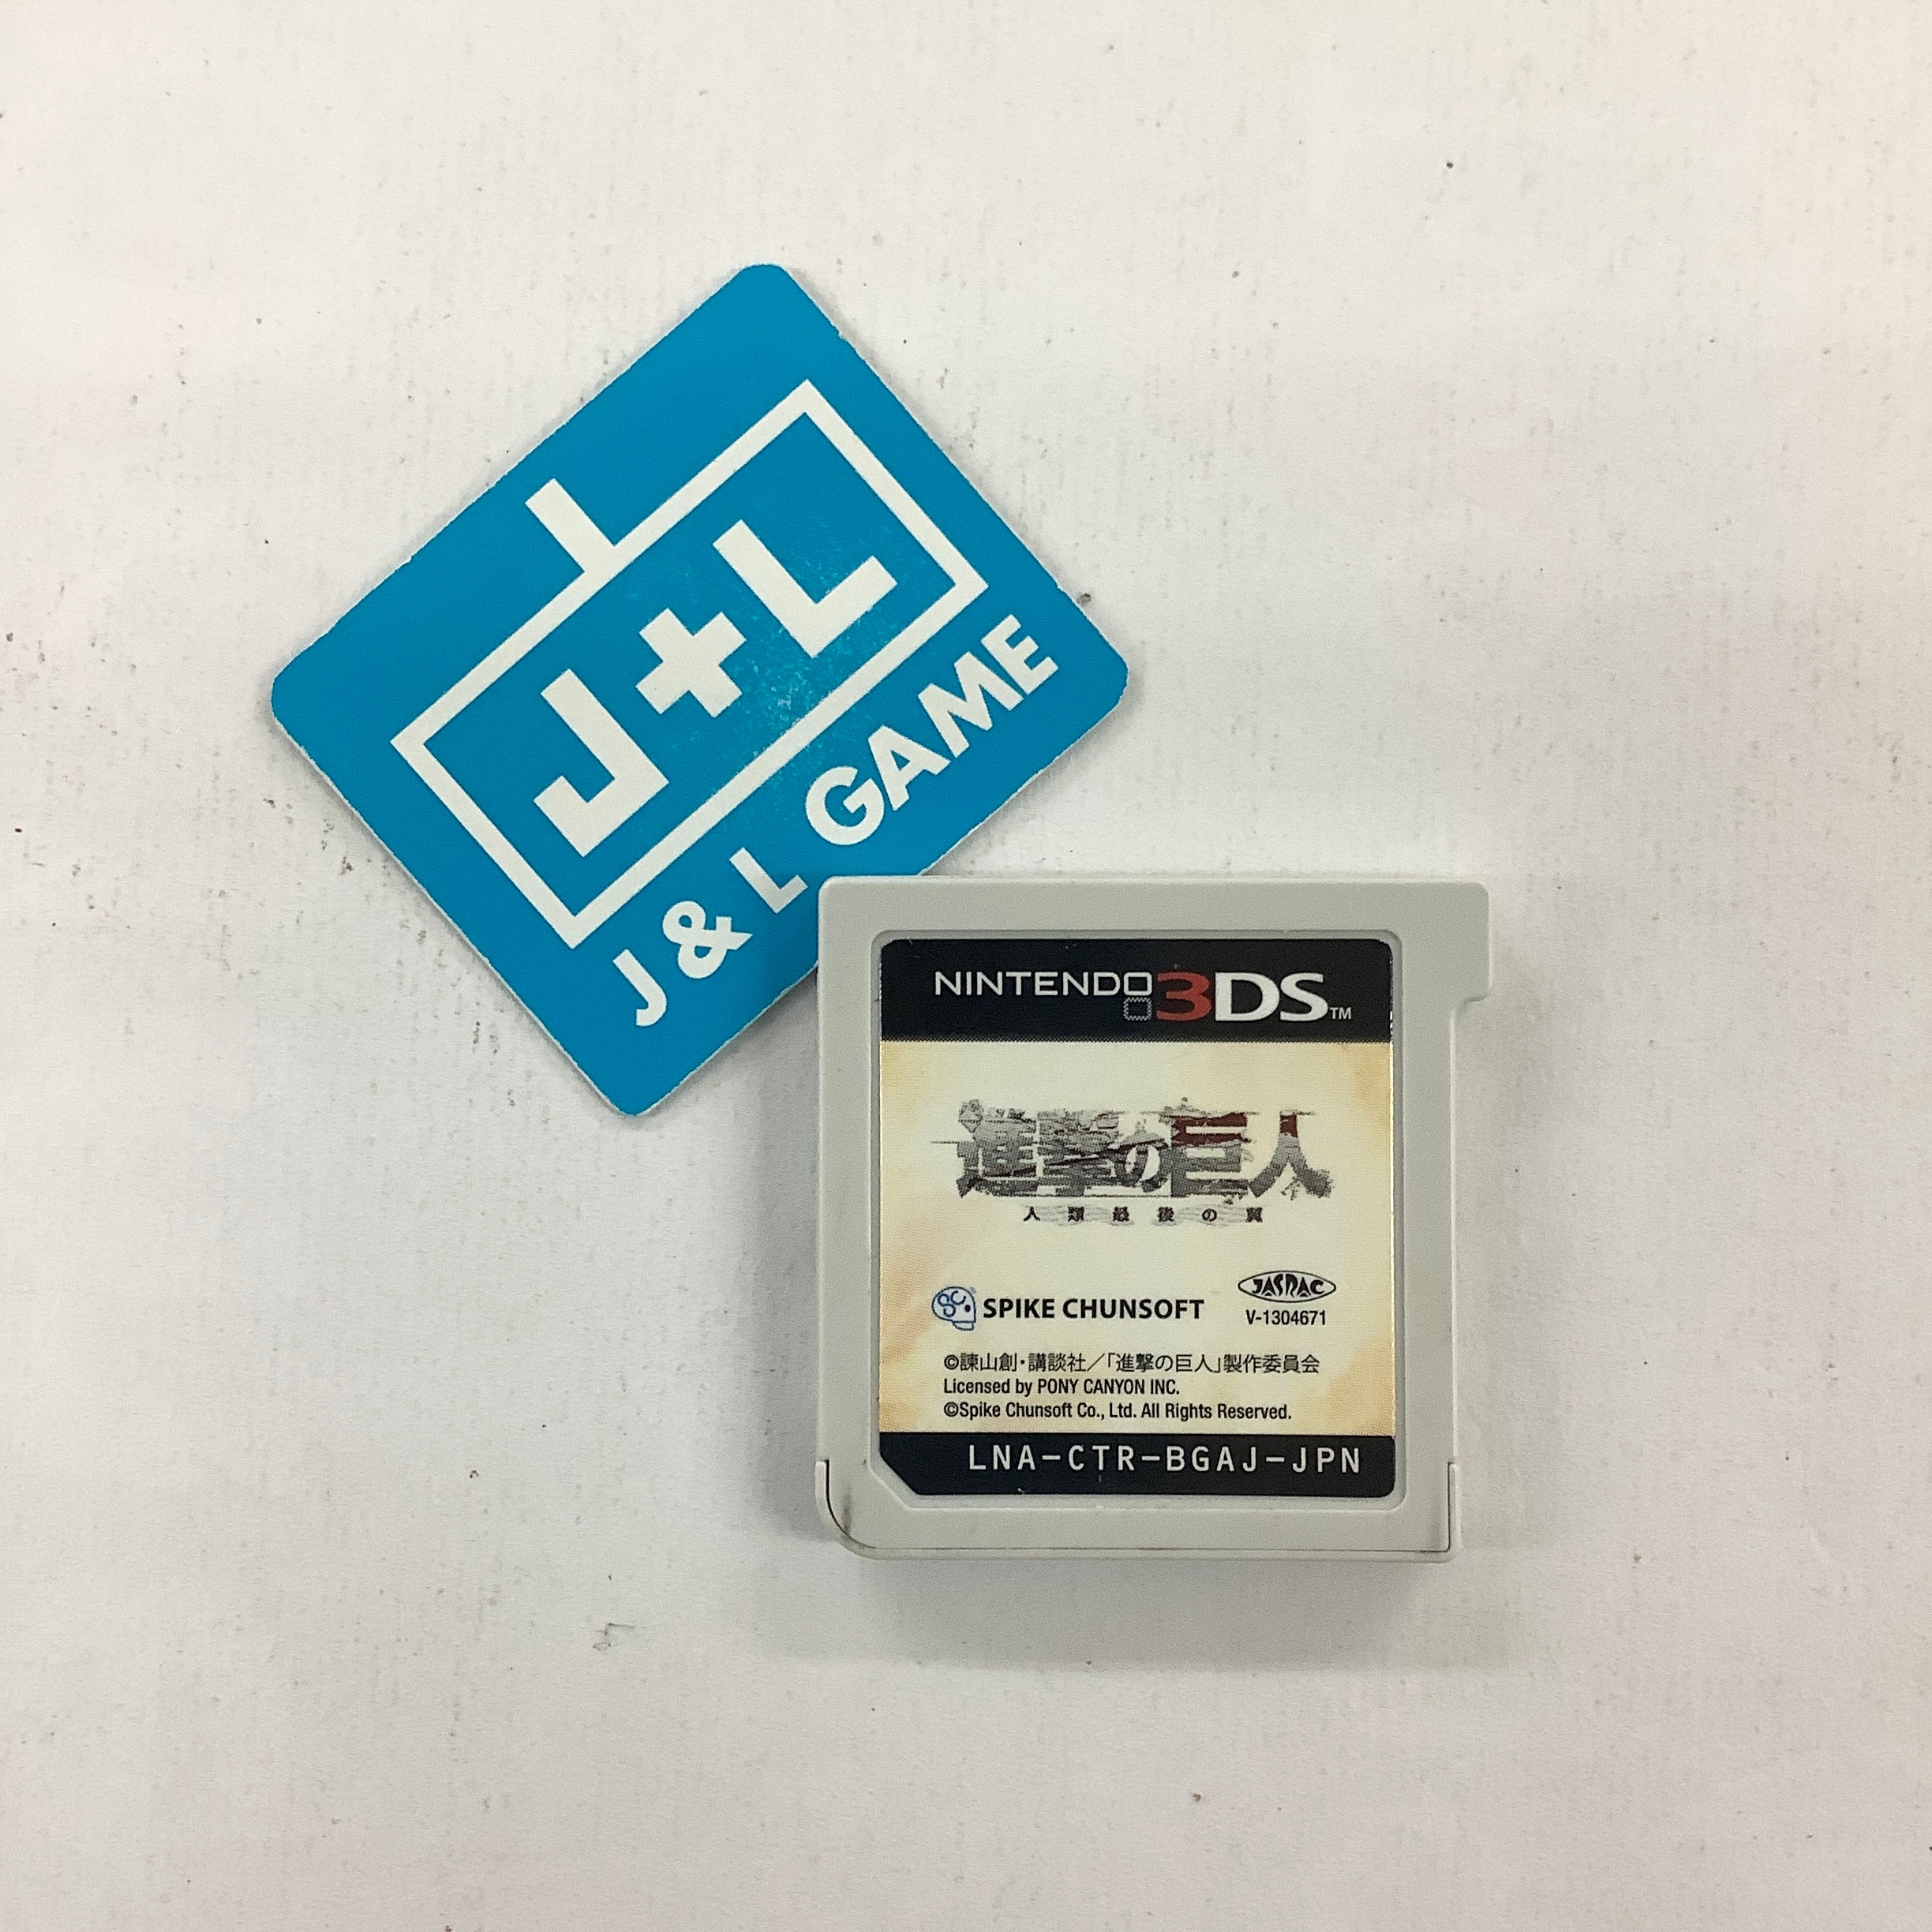 J+L
J & L GAME
NINTENDO 3DS™
進撃の巨人
人類最後の翼
SC SPIKE CHUNSOFT
JASRAC
V-1304671
©諫山創・講談社／「進撃の巨人」製作委員会
Licensed by PONY CANYON INC.
©Spike Chunsoft Co., Ltd. All Rights Reserved.
LNA-CTR-BGAJ-JPN